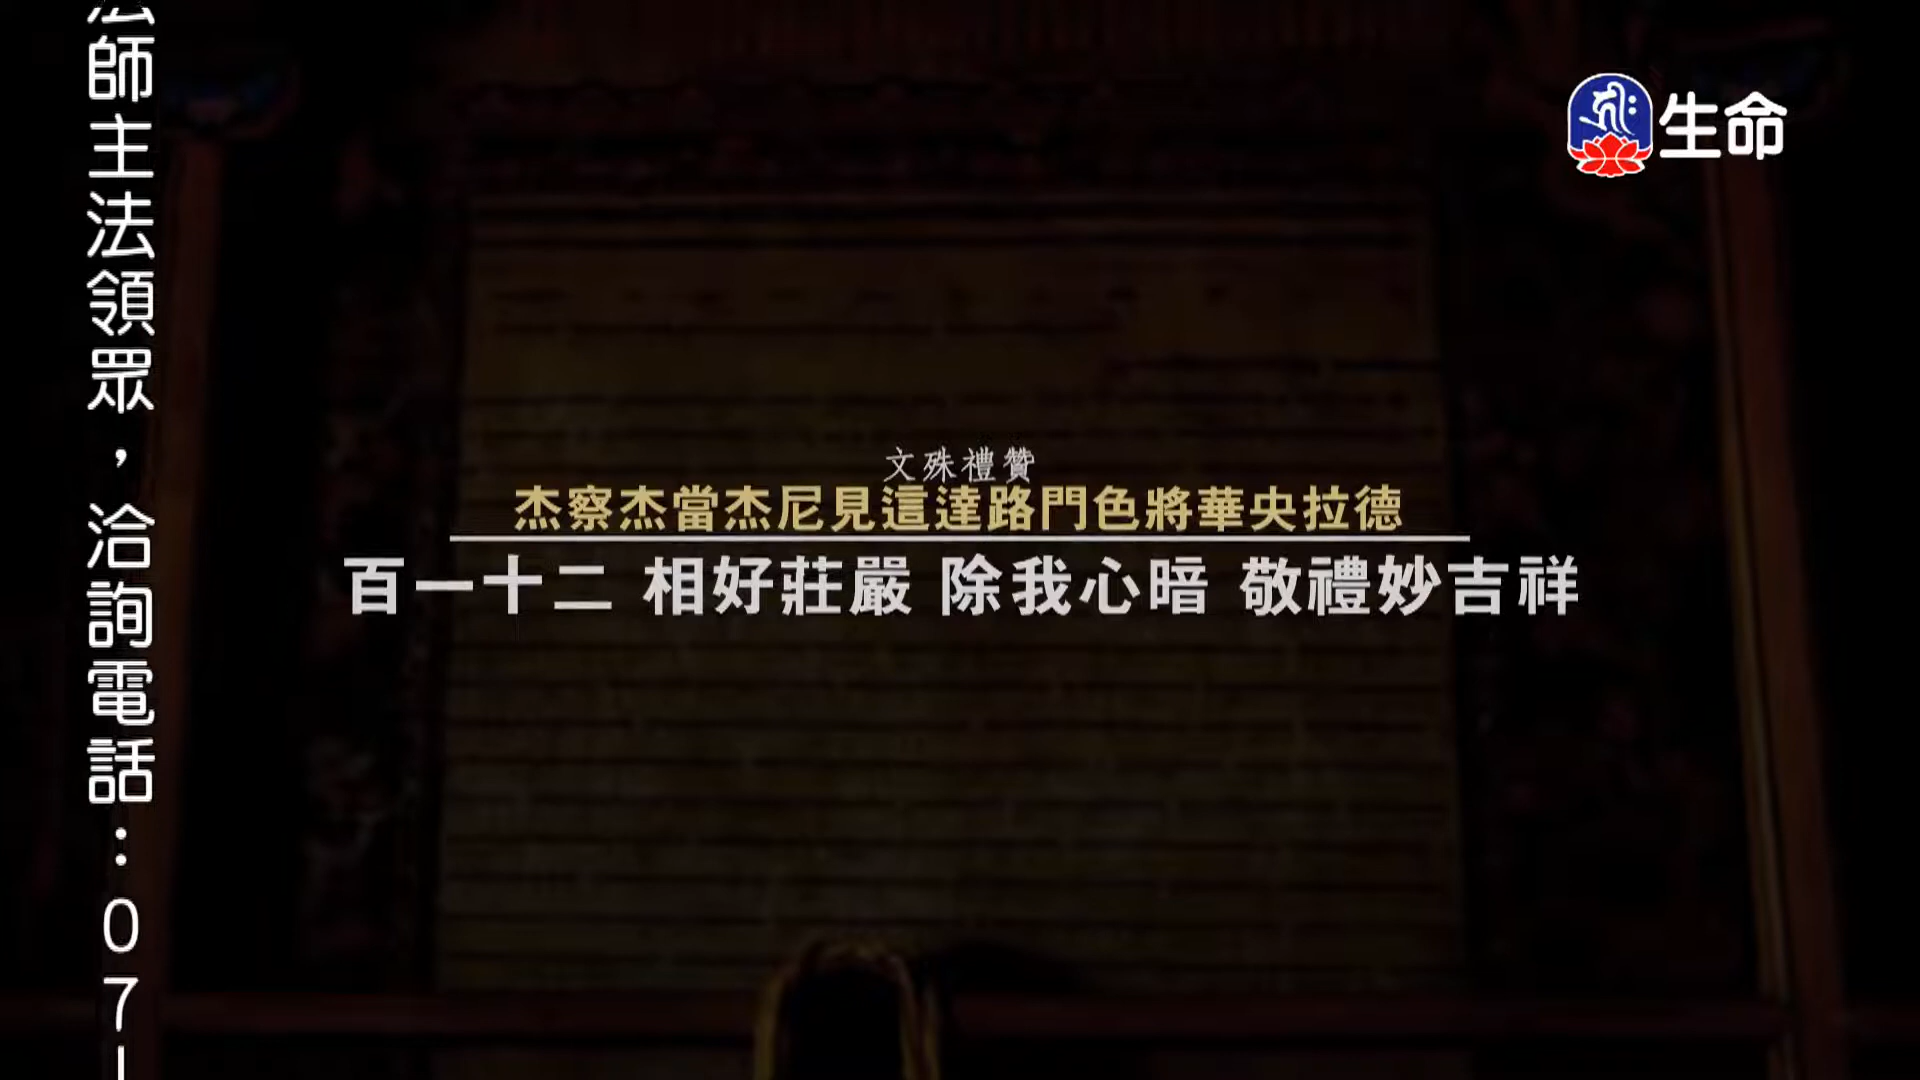 法師主法領眾，洽詢電話：07-
生命
文殊禮贊
杰察杰當杰尼見這達路門色將華央拉德
百一十二 相好莊嚴 除我心暗 敬禮妙吉祥